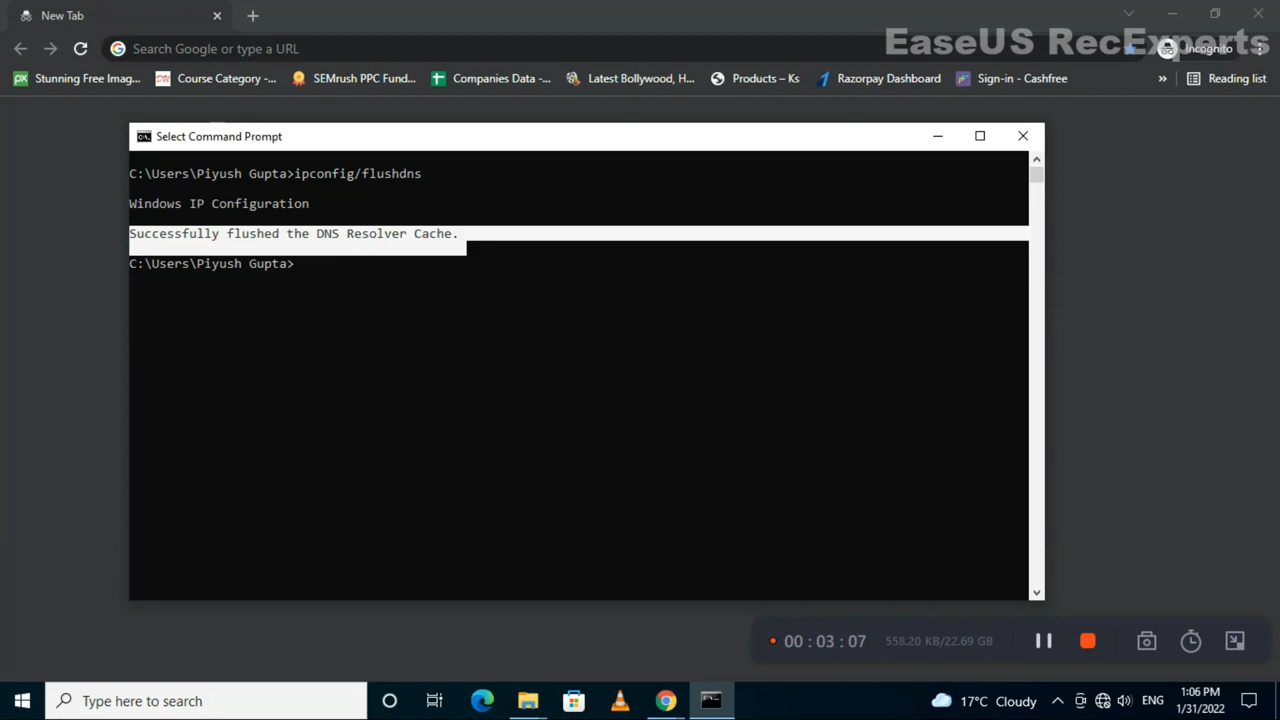 New Tab
Search Google or type a URL
EaseUS RecExperts
Incognito
Stunning Free Imag...
Course Category -...
SEMrush PPC Fund...
Companies Data -...
Latest Bollywood, H...
Products – Ks
Razorpay Dashboard
Sign-in - Cashfree
»
Reading list
Select Command Prompt
C:\Users\Piyush Gupta>ipconfig/flushdns
Windows IP Configuration
Successfully flushed the DNS Resolver Cache.
C:\Users\Piyush Gupta>
00 : 03 : 07
558.20 KB/22.69 GB
Type here to search
17°C Cloudy
ENG
1:06 PM
1/31/2022